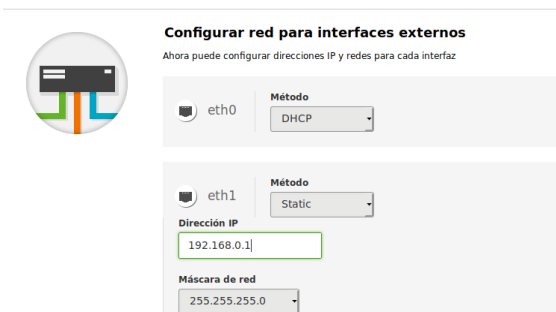 Configurar red para interfaces externos
Ahora puede configurar direcciones IP y redes para cada interfaz
Método
eth0
DHCP
Método
eth1
Static
Dirección IP
192.168.0.1
Máscara de red
255.255.255.0